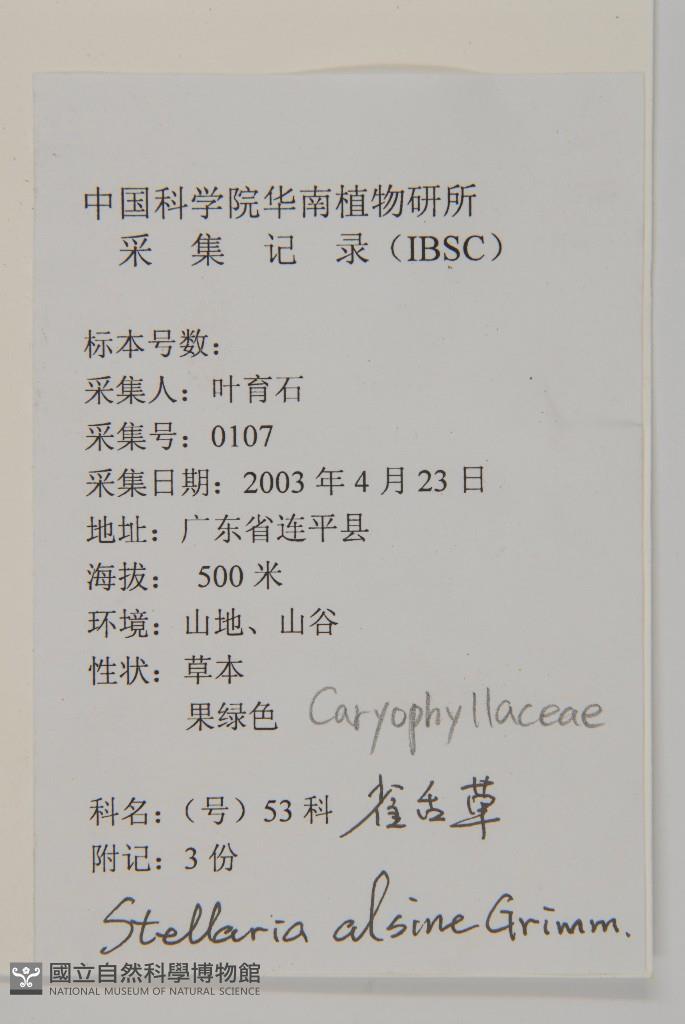 中国科学院华南植物研所
采 集 记 录（IBSC）
标本号数：
采集人：叶育石
采集号：0107
采集日期：2003 年 4 月 23 日
地址：广东省连平县
海拔： 500 米
环境：山地、山谷
性状：草本
果绿色 Caryophyllaceae
科名：（号）53 科 雀舌草
附记：3 份
Stellaria alsine Grimm.
國立自然科學博物館
NATIONAL MUSEUM OF NATURAL SCIENCE